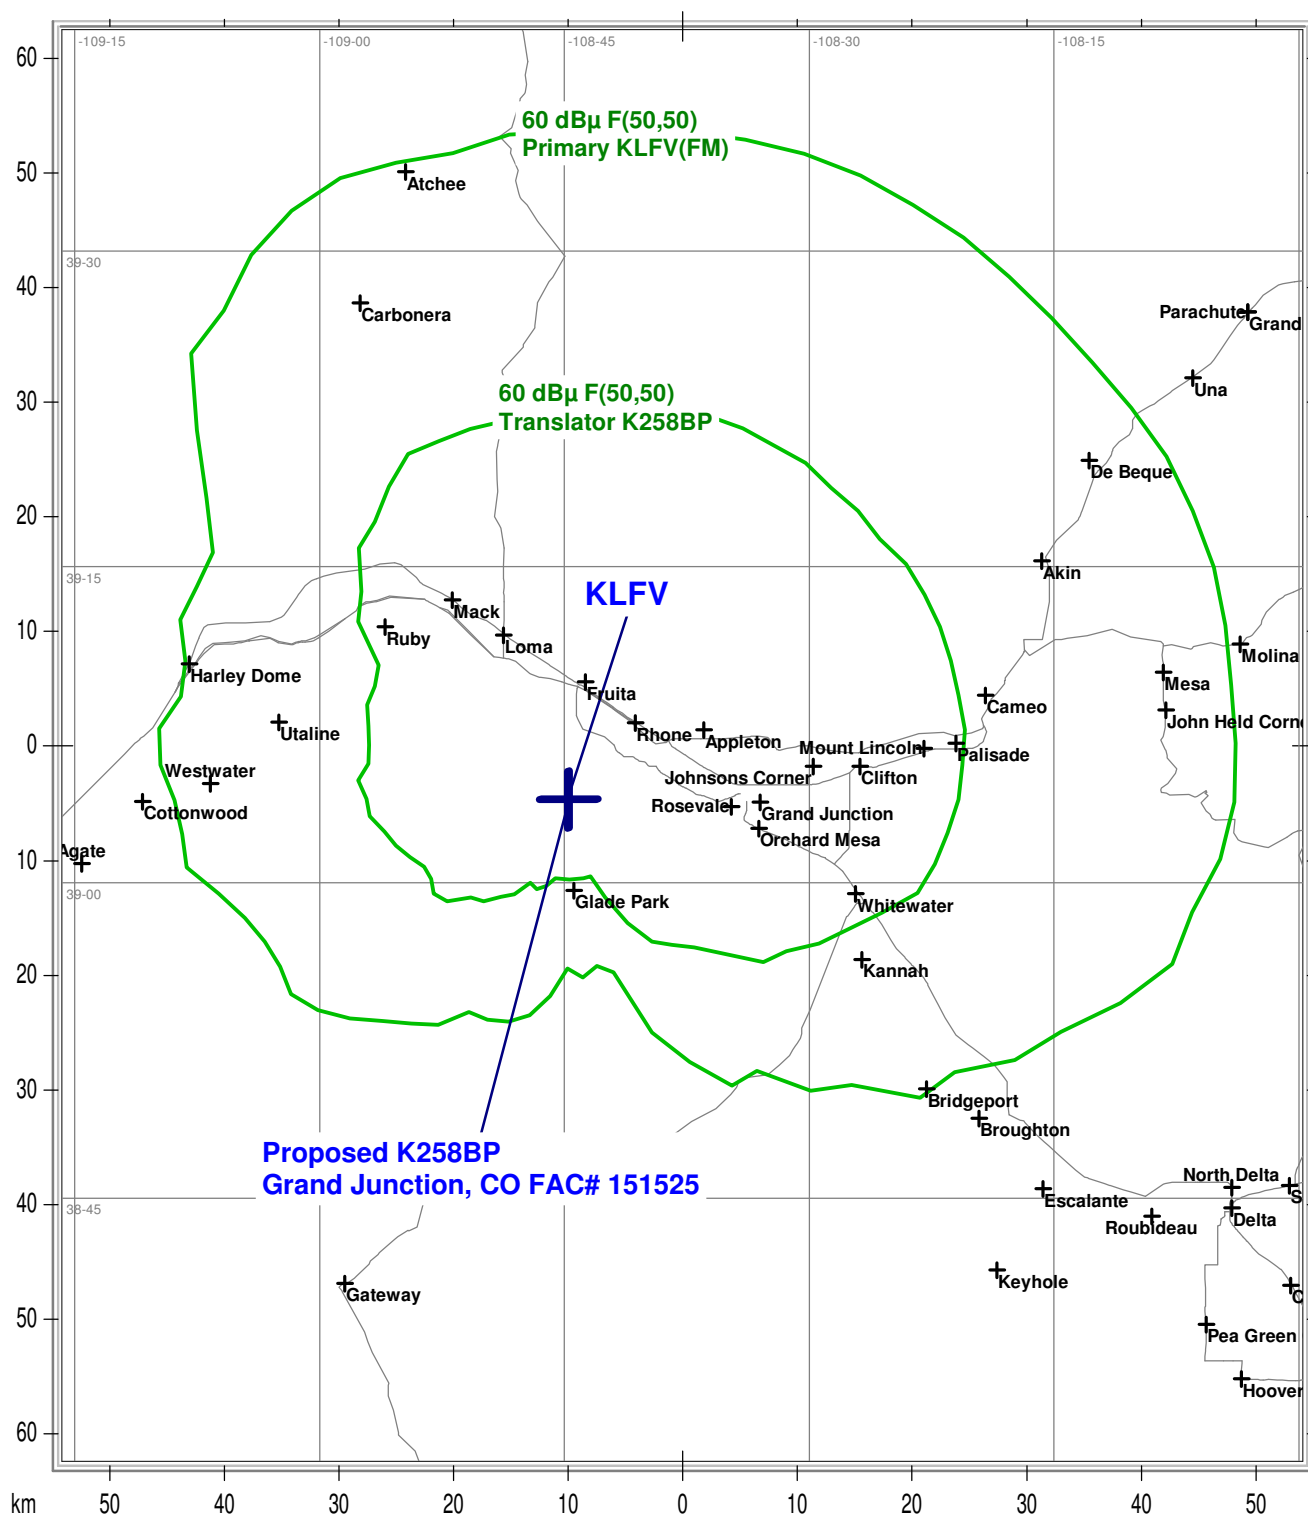 -109-15
-109-00
-108-45
-108-30
-108-15
60
60 dBµ F(50,50)
Primary KLFV(FM)
50
Atchee
39-30
40
Carbonera
Parachute
Grand
30
Una
60 dBµ F(50,50)
Translator K258BP
De Beque
20
39-15
Akin
KLFV
Mack
10
Ruby
Loma
Molina
Harley Dome
Mesa
Fruita
Cameo
John Held Corn
Utaline
Rhone
Appleton
0
Mount Lincoln
Palisade
Westwater
Johnsons Corner
Clifton
Cottonwood
Rosevale
Grand Junction
Orchard Mesa
Agate
10
39-00
Glade Park
Whitewater
20
Kannah
30
Bridgeport
Broughton
Proposed K258BP
Grand Junction, CO FAC# 151525
North Delta
S
40
38-45
Escalante
Delta
Roubideau
Keyhole
Gateway
C
50
Pea Green
Hoover
60
km
50
40
30
20
10
0
10
20
30
40
50